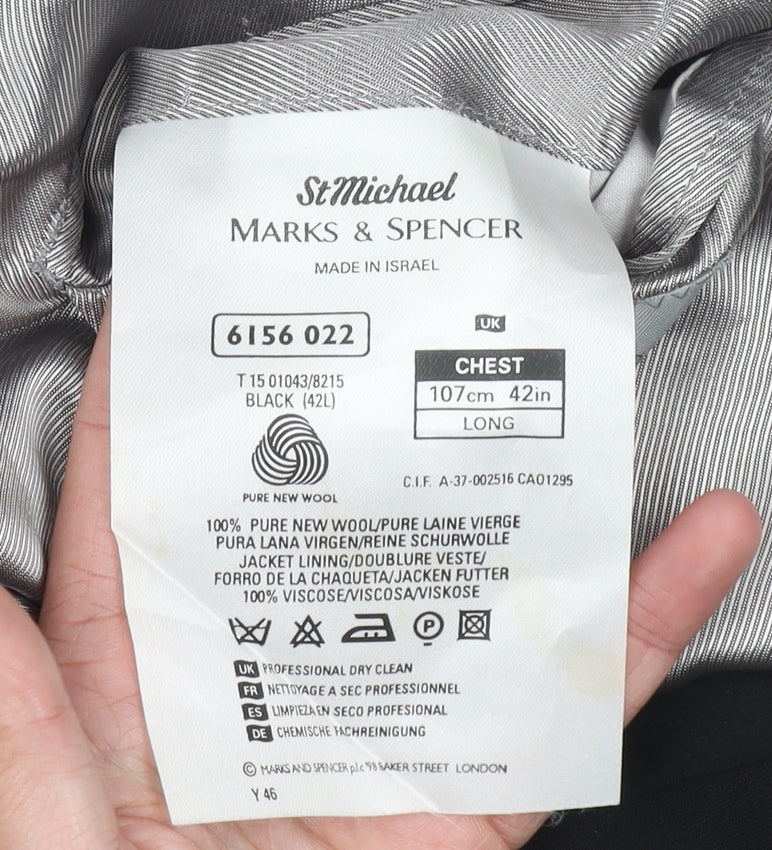 St Michael
MARKS & SPENCER
MADE IN ISRAEL
6156 022
T 15 01043/8215
BLACK (42L)
UK
CHEST
107cm 42in
LONG
PURE NEW WOOL
C.I.F. A-37-002516 CA01295
100% PURE NEW WOOL/PURE LAINE VIERGE
PURA LANA VIRGEN/REINE SCHURWOLLE
JACKET LINING/DOUBLURE VESTE/
FORRO DE LA CHAQUETA/JACKEN FUTTER
100% VISCOSE/VISCOSA/VISKOSE
P
UK PROFESSIONAL DRY CLEAN
FR NETTOYAGE A SEC PROFESSIONNEL
ES LIMPIEZA EN SECO PROFESIONAL
DE CHEMISCHE FACHREINIGUNG
© MARKS AND SPENCER p.l.c '98 BAKER STREET LONDON
Y 46